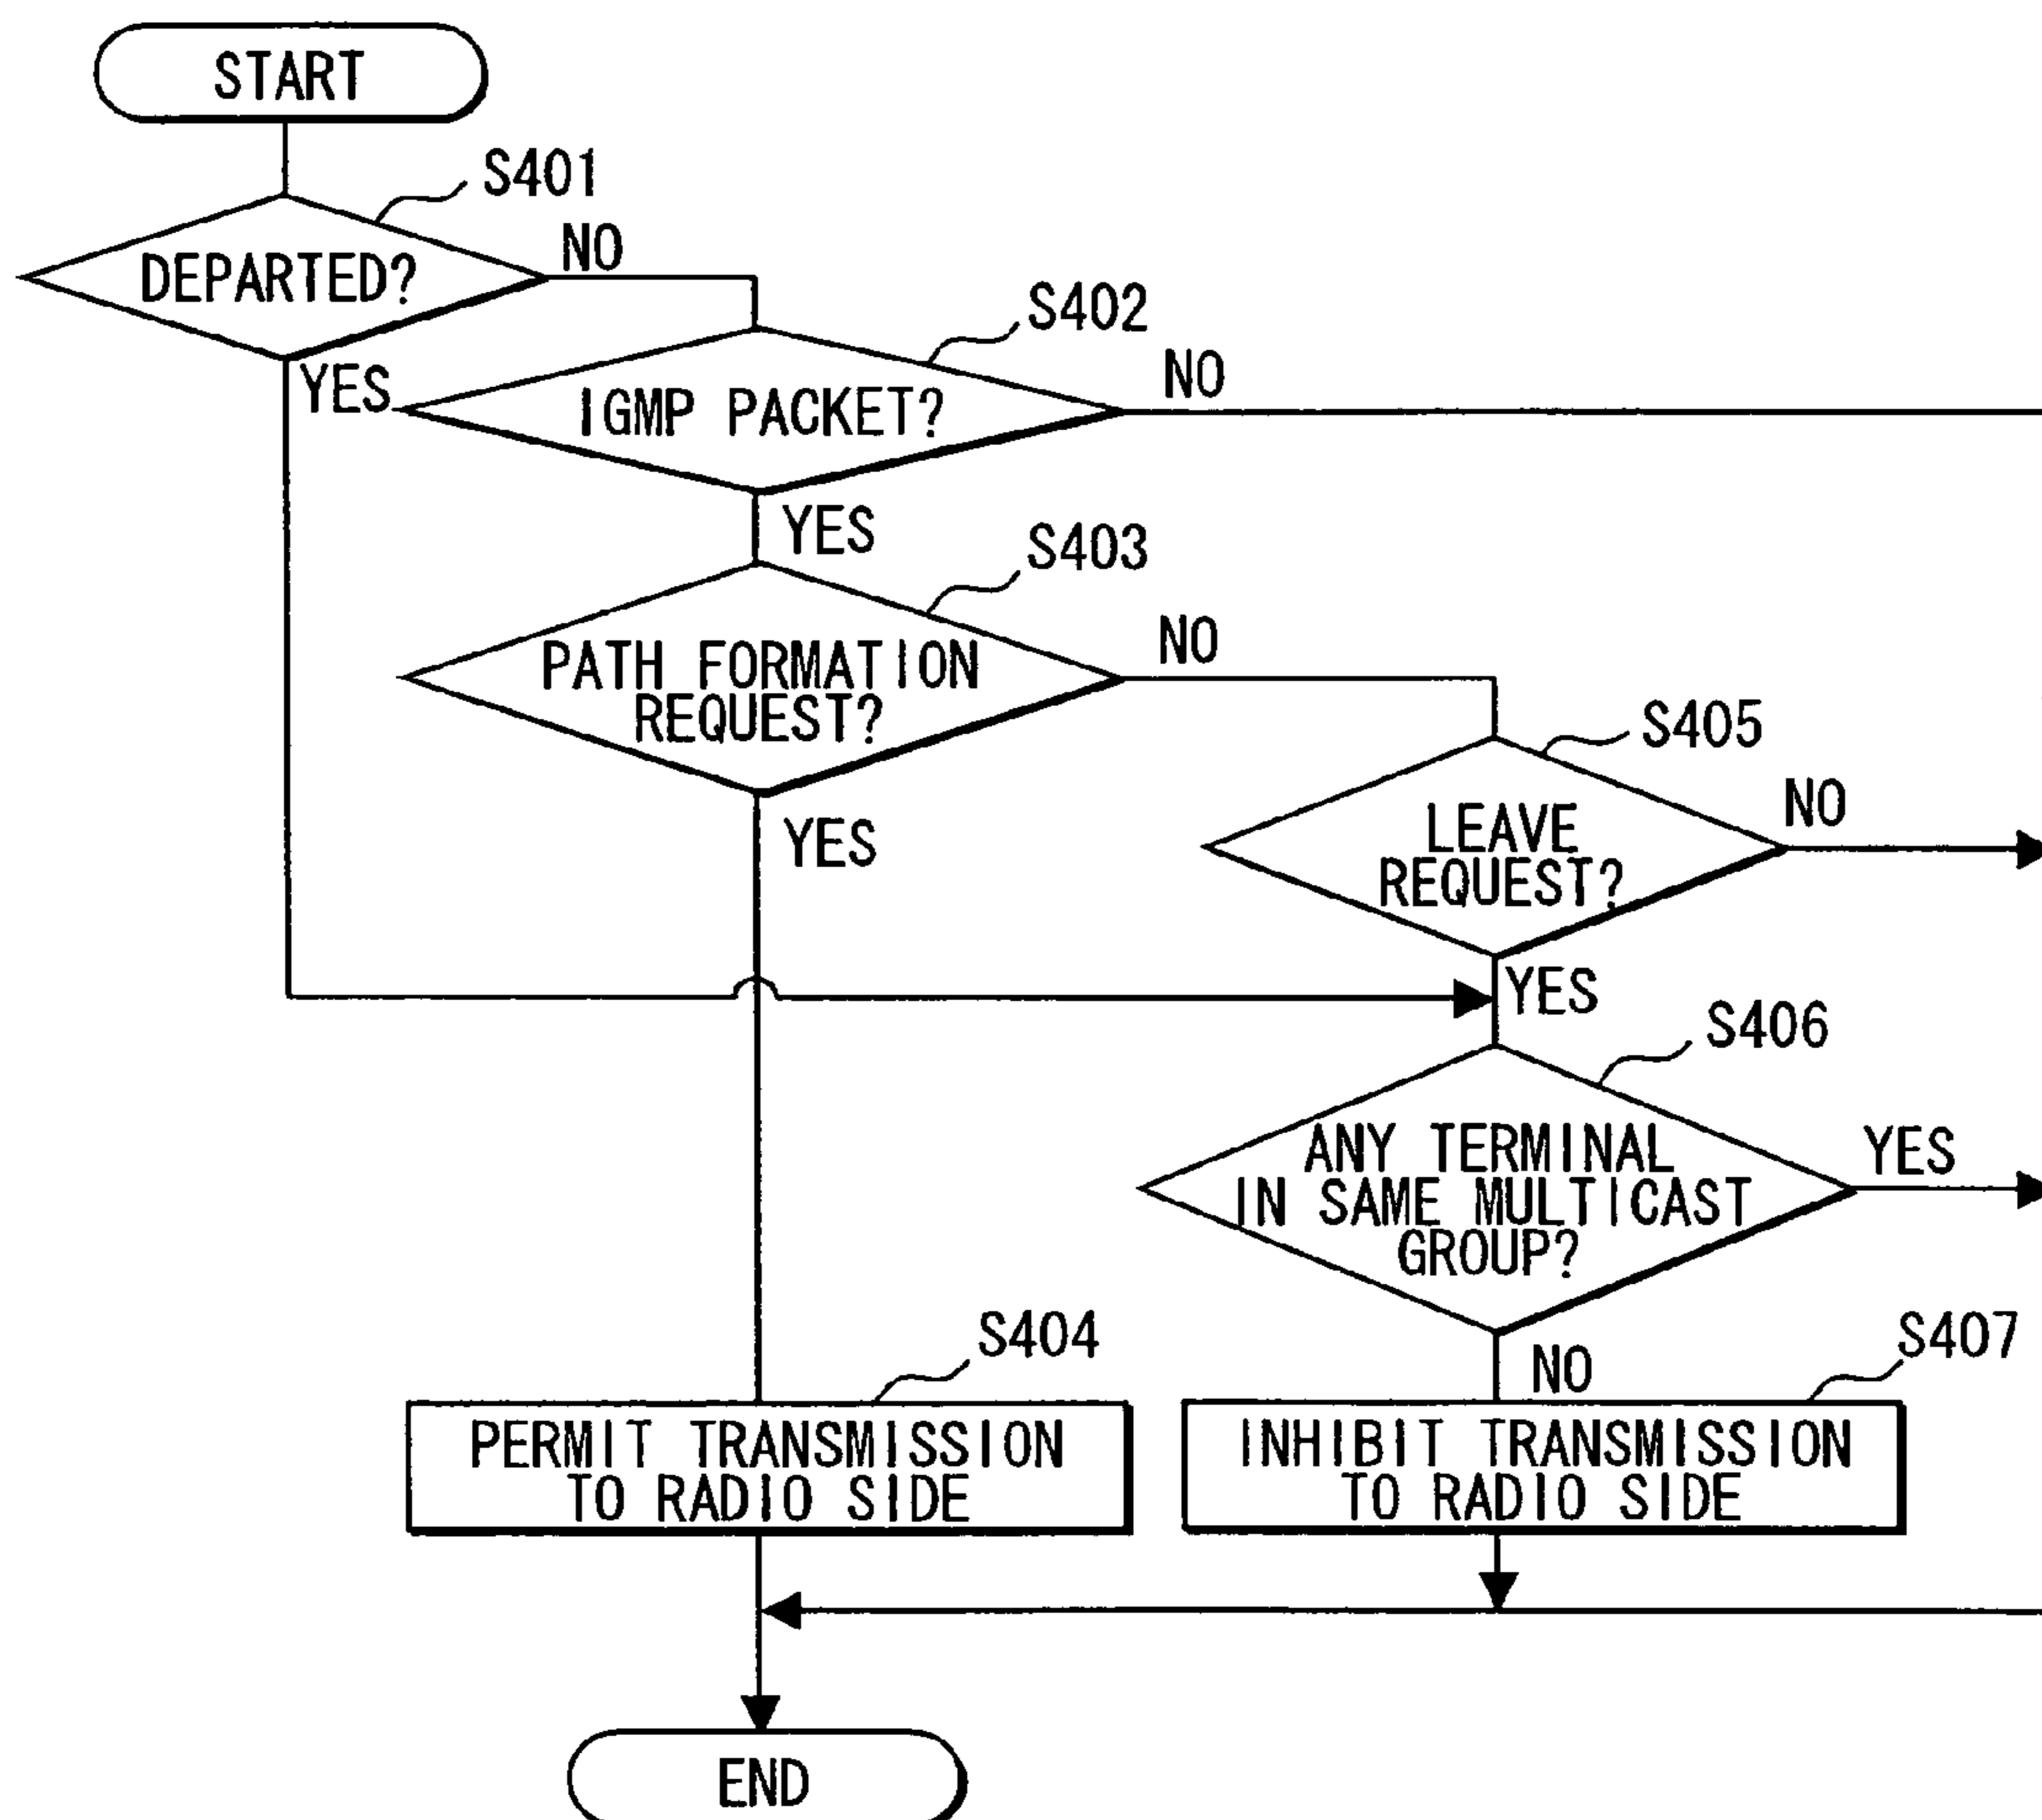 START
S401
DEPARTED?
NO
YES
S402
IGMP PACKET?
NO
YES
S403
PATH FORMATION
REQUEST?
NO
YES
S405
LEAVE
REQUEST?
NO
YES
S406
ANY TERMINAL
IN SAME MULTICAST
GROUP?
YES
NO
S404
PERMIT TRANSMISSION
TO RADIO SIDE
S407
INHIBIT TRANSMISSION
TO RADIO SIDE
END